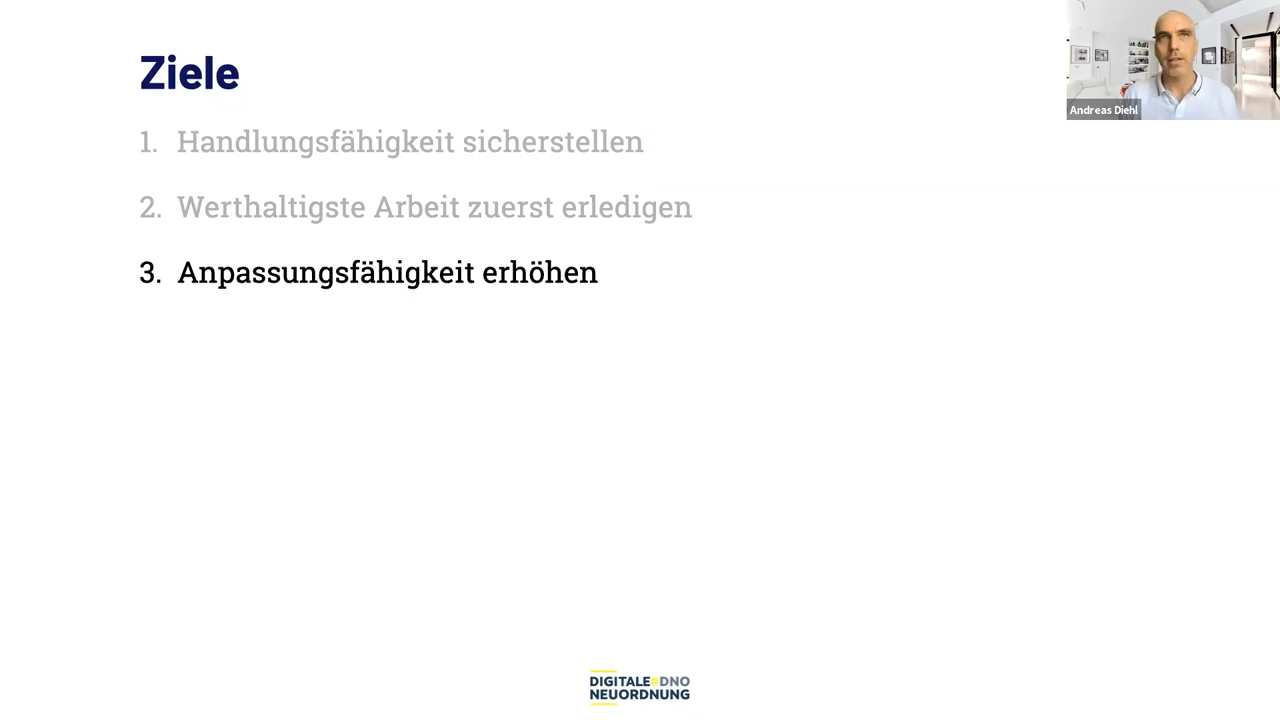 Ziele
1. Handlungsfähigkeit sicherstellen
2. Werthaltigste Arbeit zuerst erledigen
3. Anpassungsfähigkeit erhöhen
Andreas Diehl
DIGITALE#DNO
NEUORDNUNG